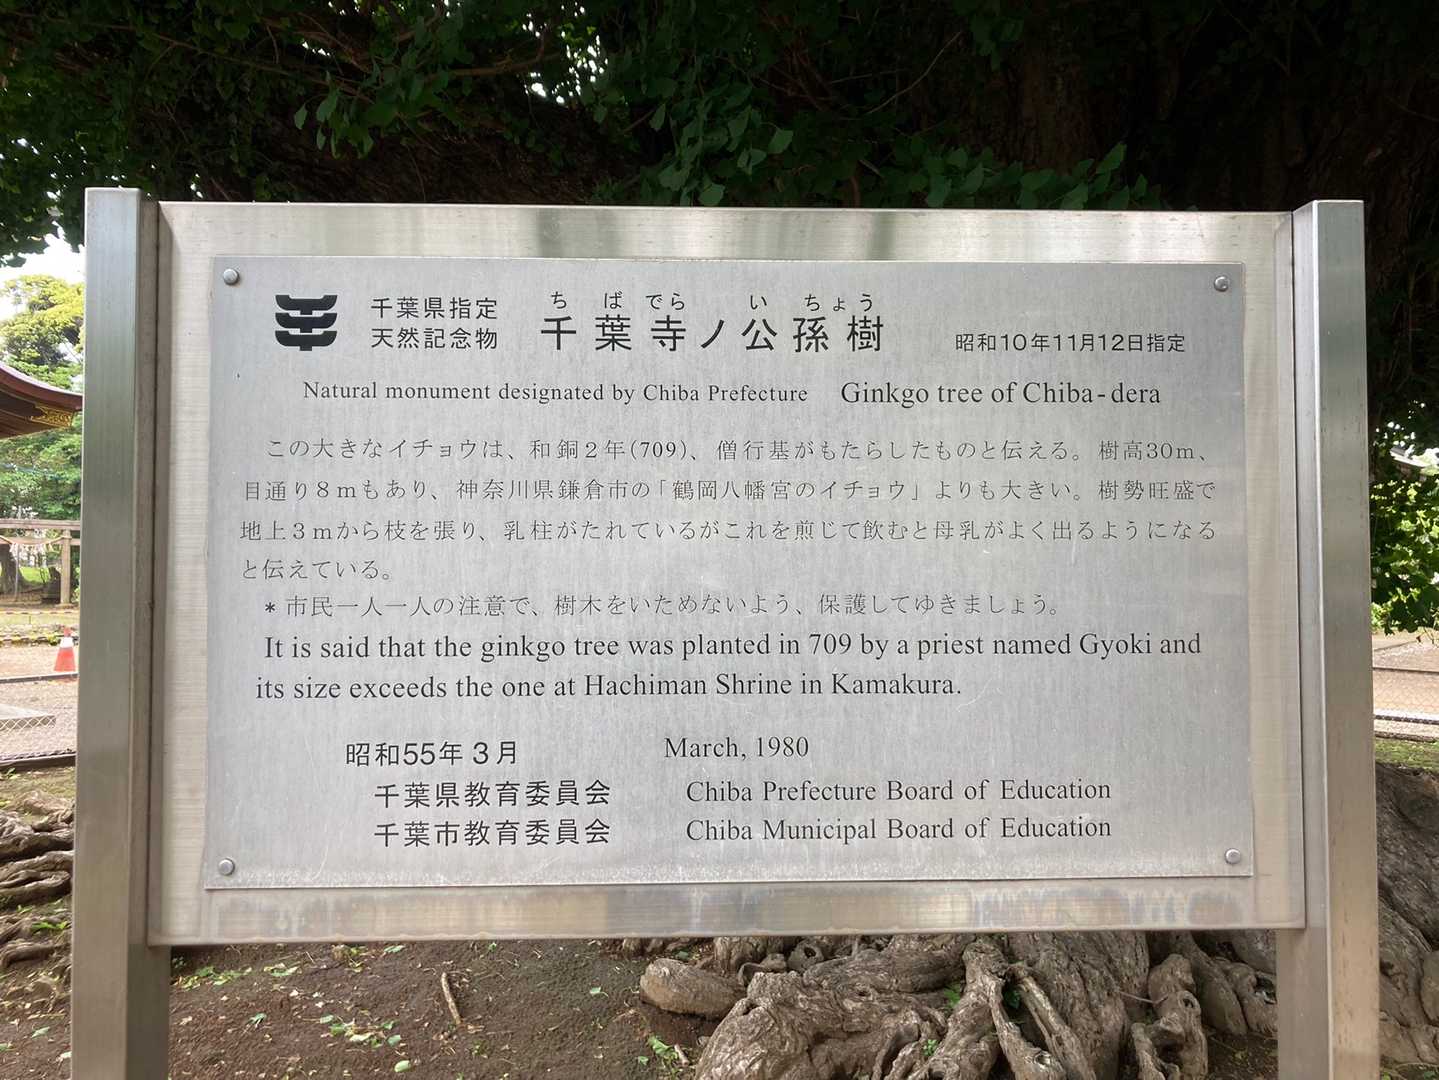 千葉県指定
天然記念物
ち ば でら い ちょう
千葉寺ノ公孫樹
昭和10年11月12日指定
Natural monument designated by Chiba Prefecture Ginkgo tree of Chiba-dera
この大きなイチョウは、和銅2年(709)、僧行基がもたらしたものと伝える。樹高30m、
目通り8mもあり、神奈川県鎌倉市の「鶴岡八幡宮のイチョウ」よりも大きい。樹勢旺盛で
地上3mから枝を張り、乳柱がたれているがこれを煎じて飲むと母乳がよく出るようになる
と伝えている。
*市民一人一人の注意で、樹木をいためないよう、保護してゆきましょう。
It is said that the ginkgo tree was planted in 709 by a priest named Gyoki and
its size exceeds the one at Hachiman Shrine in Kamakura.
昭和55年3月 March, 1980
千葉県教育委員会 Chiba Prefecture Board of Education
千葉市教育委員会 Chiba Municipal Board of Education